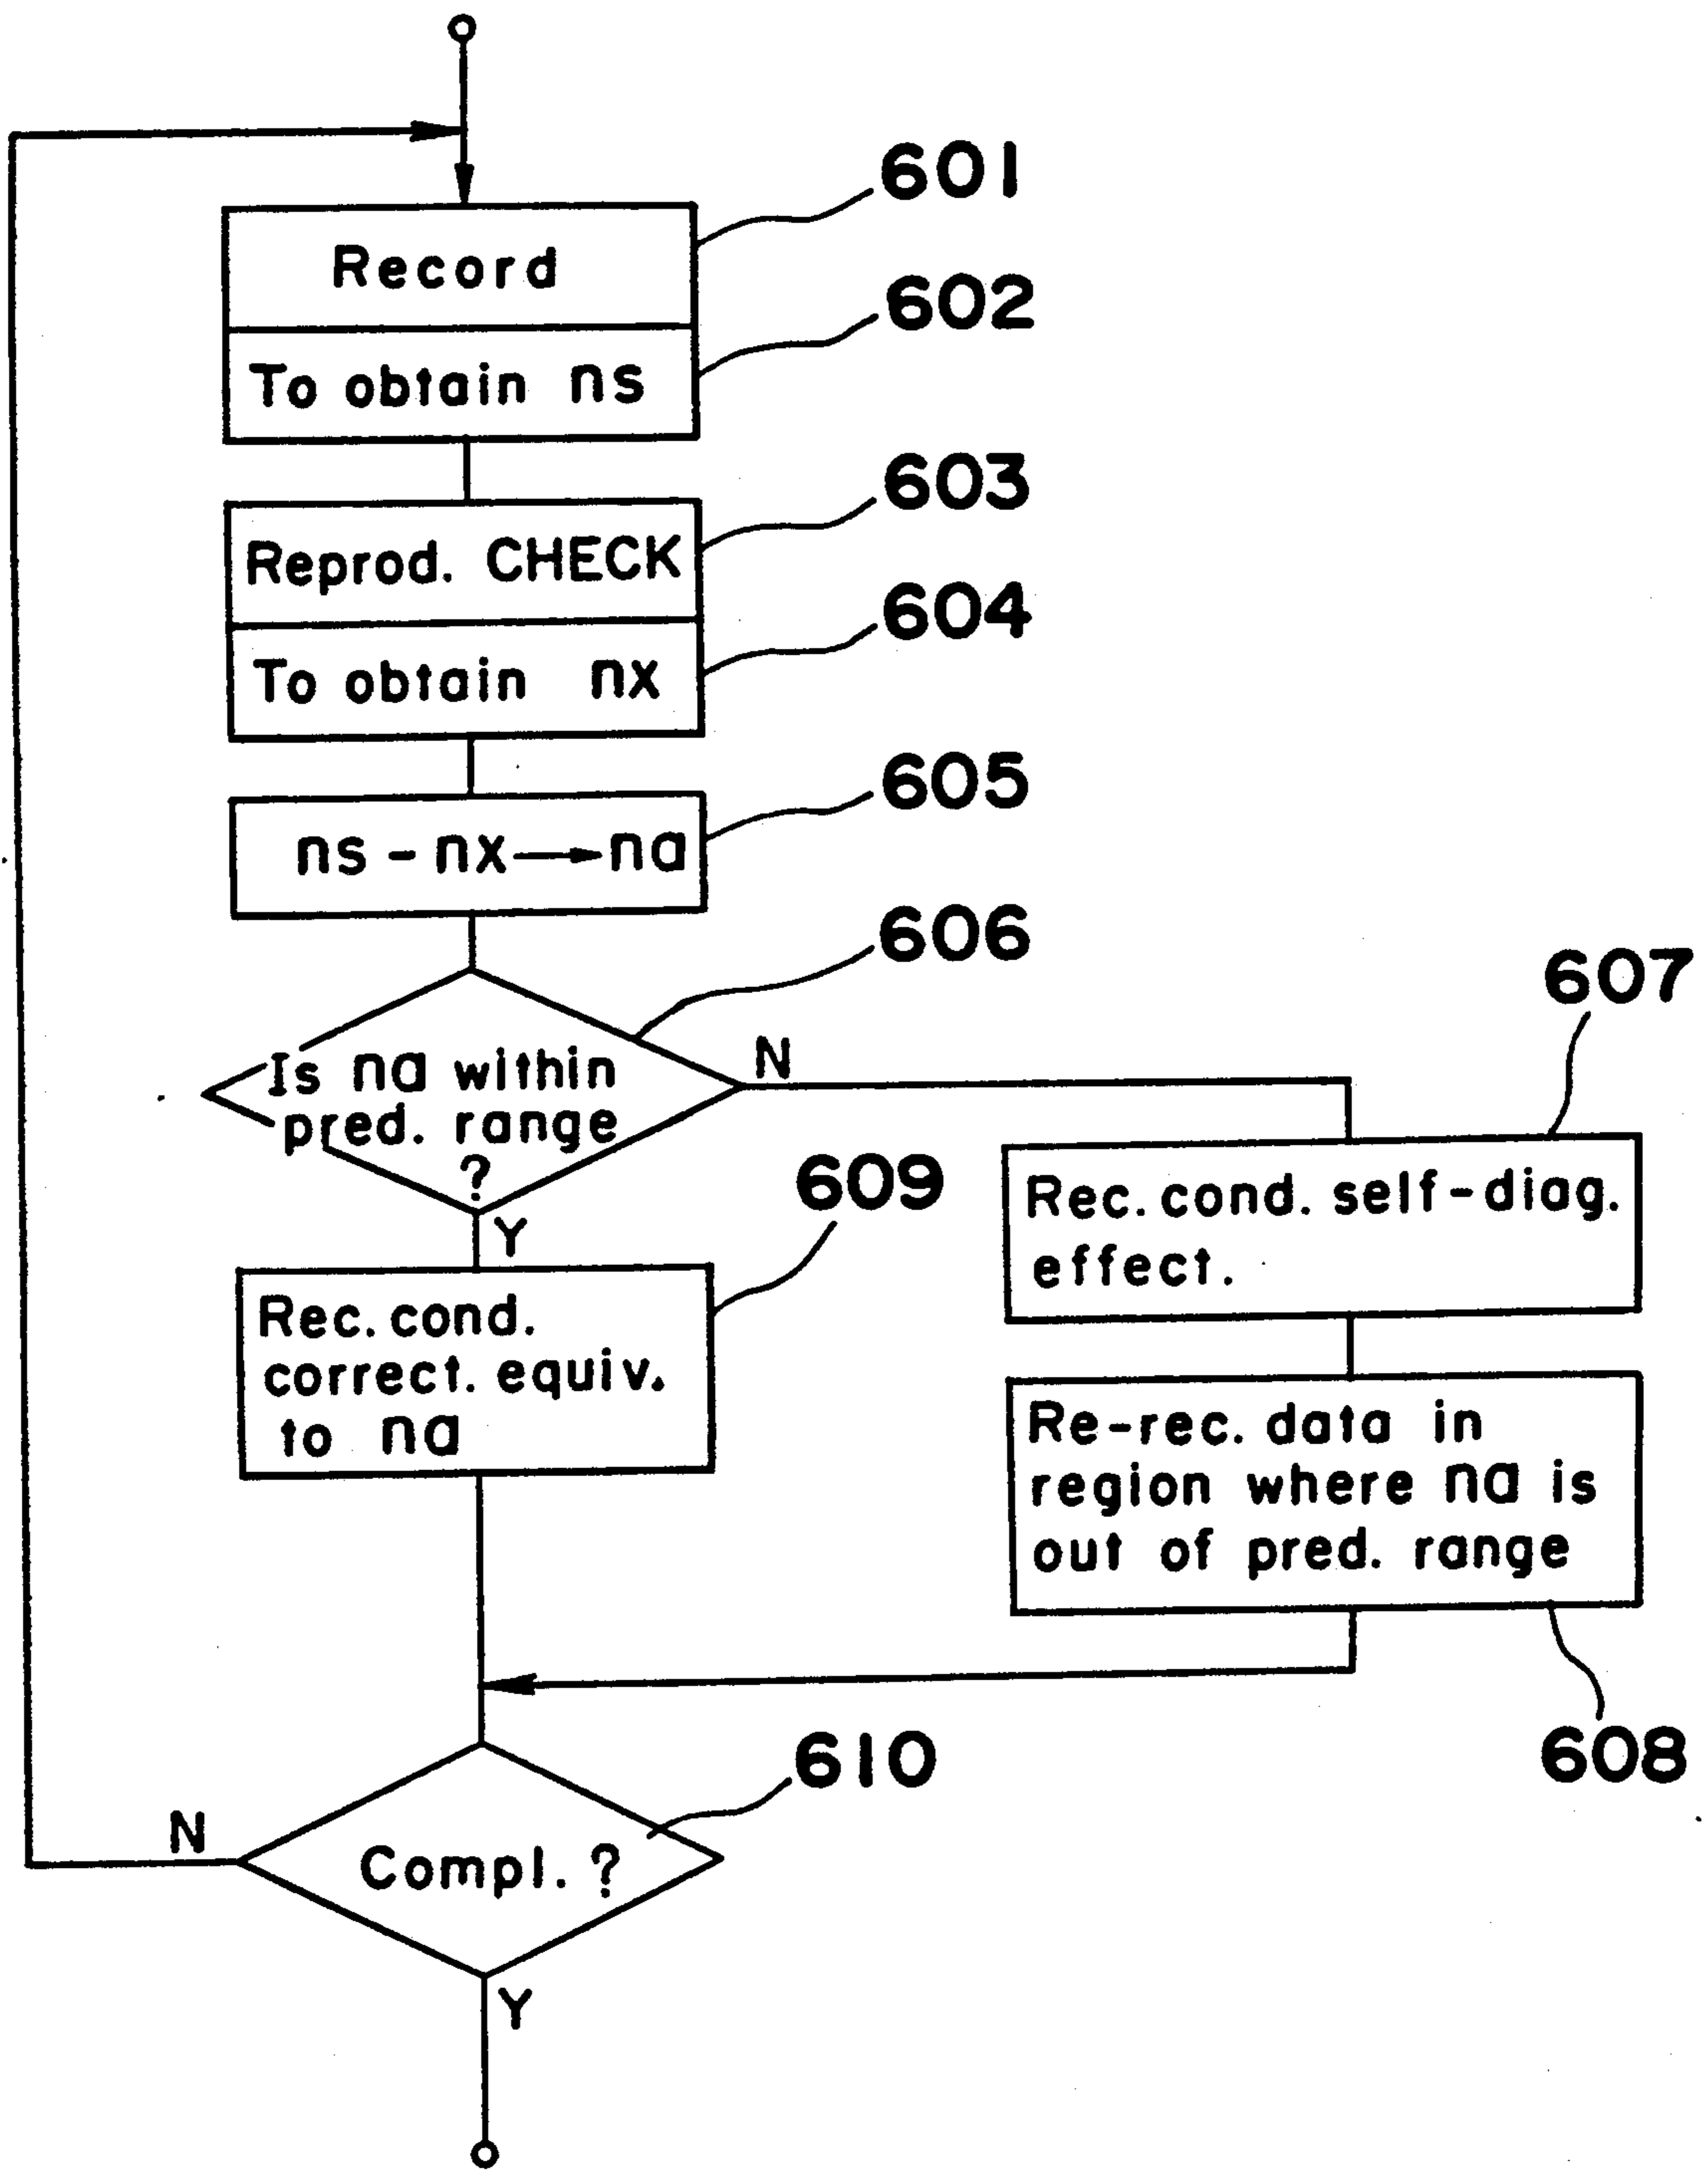 601
Record
602
To obtain ns
603
Reprod. CHECK
604
To obtain nx
605
ns - nx → na
606
Is na within
pred. range
?
N
Y
607
Rec. cond. self-diag.
effect.
609
Rec. cond.
correct. equiv.
to na
Re-rec. data in
region where na is
out of pred. range
608
610
Compl. ?
N
Y